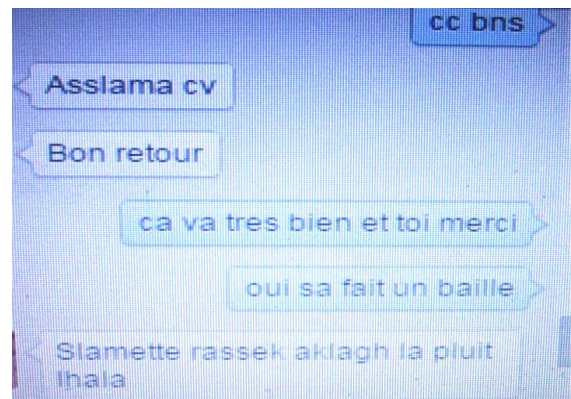 cc bns
Asslama cv
Bon retour
ca va tres bien et toi merci
oui sa fait un baille
Slamette rassek aklagh la pluit
lhala